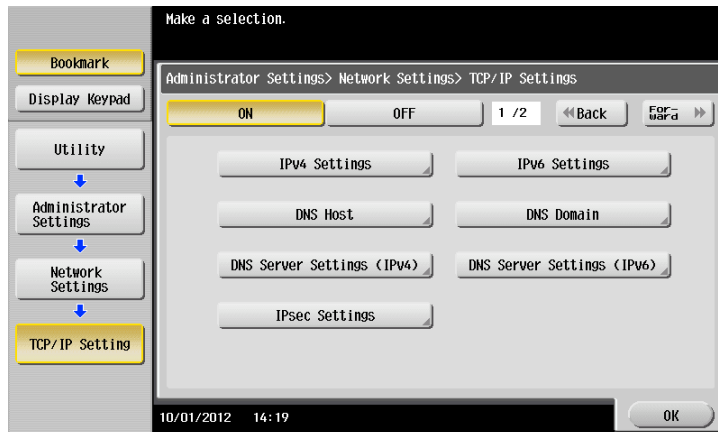 Make a selection.
Bookmark
Display Keypad
Utility
Administrator
Settings
Network
Settings
TCP/IP Setting
Administrator Settings> Network Settings> TCP/IP Settings
ON
OFF
1 /2
Back
For-
ward
IPv4 Settings
IPv6 Settings
DNS Host
DNS Domain
DNS Server Settings (IPv4)
DNS Server Settings (IPv6)
IPsec Settings
10/01/2012 14:19
OK